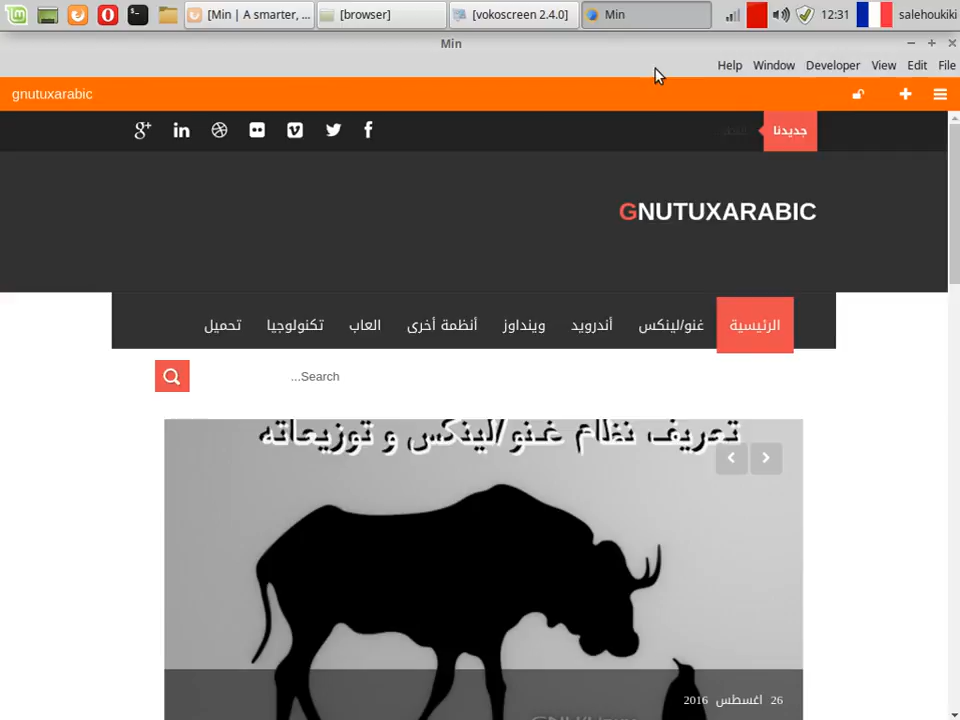 [Min | A smarter, ... [browser] [vokoscreen 2.4.0] Min 12:31 salehoukiki
Min
Help Window Developer View Edit File
gnutuxarabic
جديدنا
GNUTUXARABIC
الرئيسية غنو/لينكس أندرويد وينداوز أنظمة أخرى العاب تكنولوجيا تحميل
...Search
تعريف نظام غنو/لينكس و توزيعاته
26 اغسطس 2016